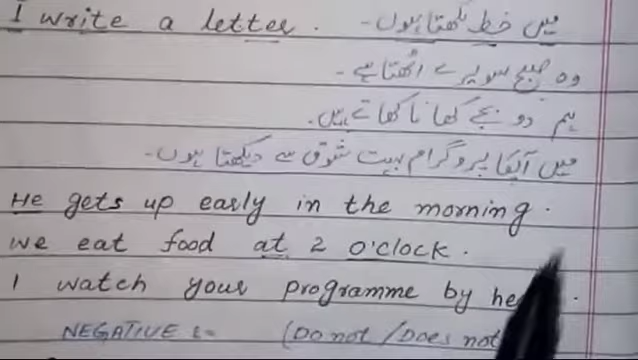 I write a letter. میں خط لکھتا ہوں۔
وہ صبح سویرے اٹھتا ہے۔
ہم دو بجے کھانا کھاتے ہیں۔
میں آپکا پروگرام بہت شوق سے دیکھتا ہوں۔
He gets up early in the morning.
We eat food at 2 o'clock.
I watch your programme by he
NEGATIVE :- (Do not / Does not